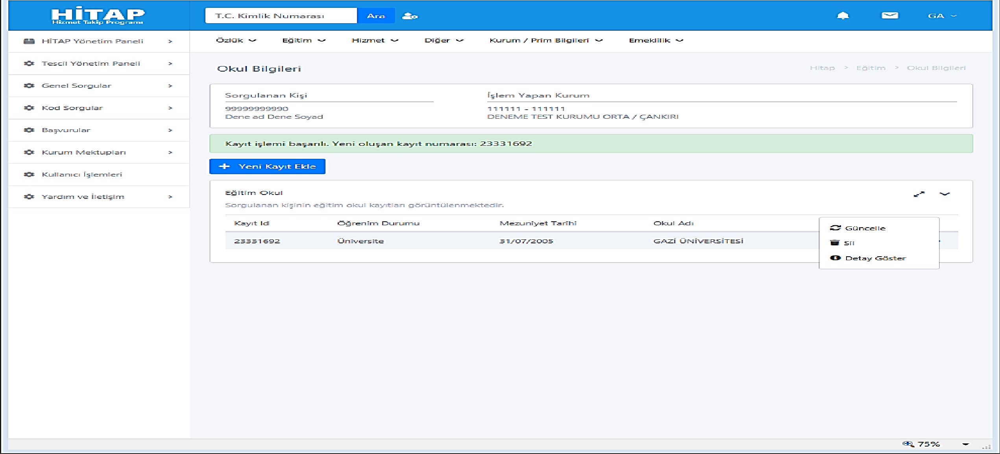 HİTAP
Hizmet Takip Programı
T.C. Kimlik Numarası
Ara
GA
HİTAP Yönetim Paneli
Tescil Yönetim Paneli
Genel Sorgular
Kod Sorgular
Başvurular
Kurum Mektupları
Kullanıcı İşlemleri
Yardım ve İletişim
Özlük Eğitim Hizmet Diğer Kurum / Prim Bilgileri Emeklilik
Okul Bilgileri
Hitap > Eğitim > Okul Bilgileri
Sorgulanan Kişi
99999999990
Dene ad Dene Soyad
İşlem Yapan Kurum
111111 - 111111
DENEME TEST KURUMU ORTA / ÇANKIRI
Kayıt işlemi başarılı. Yeni oluşan kayıt numarası: 23331692
+ Yeni Kayıt Ekle
Eğitim Okul
Sorgulanan kişinin eğitim okul kayıtları görüntülenmektedir.
Kayıt Id Öğrenim Durumu Mezuniyet Tarihi Okul Adı
23331692 Üniversite 31/07/2005 GAZİ ÜNİVERSİTESİ
Güncelle
Sil
Detay Göster
75%